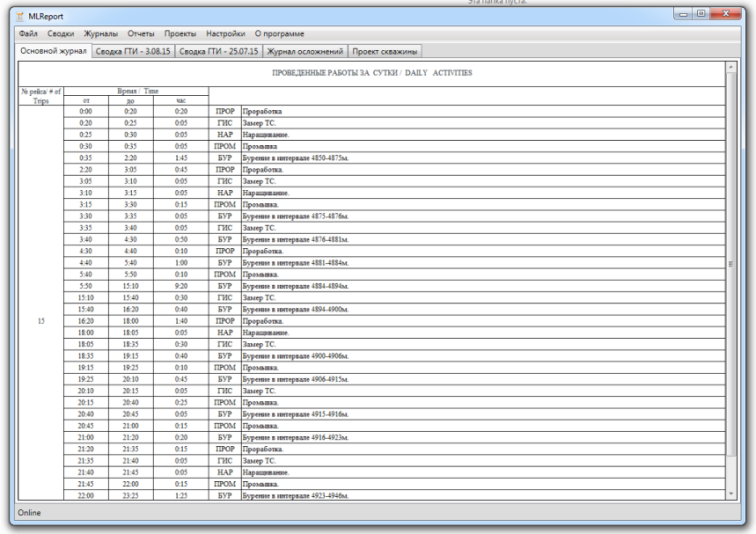 Эта папка пуста.
MLReport
Файл Сводки Журналы Отчеты Проекты Настройки О программе
Основной журнал Сводка ГТИ - 3.08.15 Сводка ГТИ - 25.07.15 Журнал осложнений Проект скважины
ПРОВЕДЕННЫЕ РАБОТЫ ЗА СУТКИ / DAILY ACTIVITIES
№ рейса/ # of Trips Время / Time
от до час
0:00 0:20 0:20 ПРОР Проработка
0:20 0:25 0:05 ГИС Замер ТС.
0:25 0:30 0:05 НАР Наращивание.
0:30 0:35 0:05 ПРОМ Промывка
0:35 2:20 1:45 БУР Бурение в интервале 4850-4875м.
2:20 3:05 0:45 ПРОР Проработка.
3:05 3:10 0:05 ГИС Замер ТС.
3:10 3:15 0:05 НАР Наращивание.
3:15 3:30 0:15 ПРОМ Промывка.
3:30 3:35 0:05 БУР Бурение в интервале 4875-4876м.
3:35 3:40 0:05 ГИС Замер ТС.
3:40 4:30 0:50 БУР Бурение в интервале 4876-4881м.
4:30 4:40 0:10 ПРОР Проработка.
4:40 5:40 1:00 БУР Бурение в интервале 4881-4884м.
5:40 5:50 0:10 ПРОМ Промывка.
5:50 15:10 9:20 БУР Бурение в интервале 4884-4894м.
15:10 15:40 0:30 ГИС Замер ТС.
15:40 16:20 0:40 БУР Бурение в интервале 4894-4900м.
15 16:20 18:00 1:40 ПРОР Проработка.
18:00 18:05 0:05 НАР Наращивание.
18:05 18:35 0:30 ГИС Замер ТС.
18:35 19:15 0:40 БУР Бурение в интервале 4900-4906м.
19:15 19:25 0:10 ПРОМ Промывка.
19:25 20:10 0:45 БУР Бурение в интервале 4906-4915м.
20:10 20:15 0:05 ГИС Замер ТС.
20:15 20:40 0:25 ПРОМ Промывка.
20:40 20:45 0:05 БУР Бурение в интервале 4915-4916м.
20:45 21:00 0:15 ПРОМ Промывка.
21:00 21:20 0:20 БУР Бурение в интервале 4916-4923м.
21:20 21:35 0:15 ПРОР Проработка.
21:35 21:40 0:05 ГИС Замер ТС.
21:40 21:45 0:05 НАР Наращивание.
21:45 22:00 0:15 ПРОМ Промывка.
22:00 23:25 1:25 БУР Бурение в интервале 4923-4946м.
Online